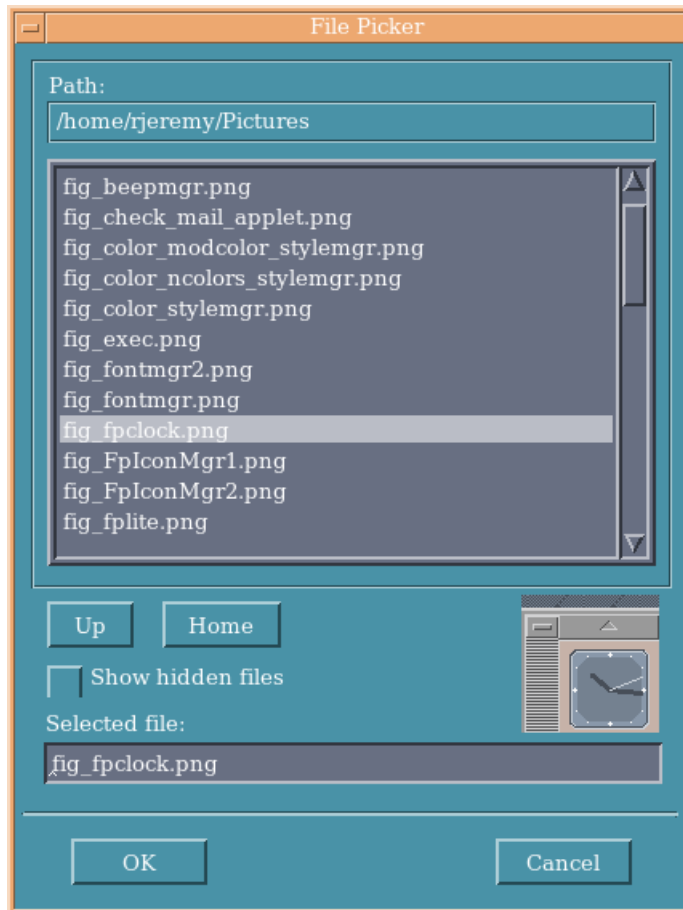 File Picker
Path:
/home/rjeremy/Pictures
fig_beepmgr.png
fig_check_mail_applet.png
fig_color_modcolor_stylemgr.png
fig_color_ncolors_stylemgr.png
fig_color_stylemgr.png
fig_exec.png
fig_fontmgr2.png
fig_fontmgr.png
fig_fpclock.png
fig_FpIconMgr1.png
fig_FpIconMgr2.png
fig_fplite.png
Up Home
Show hidden files
Selected file:
fig_fpclock.png
OK Cancel